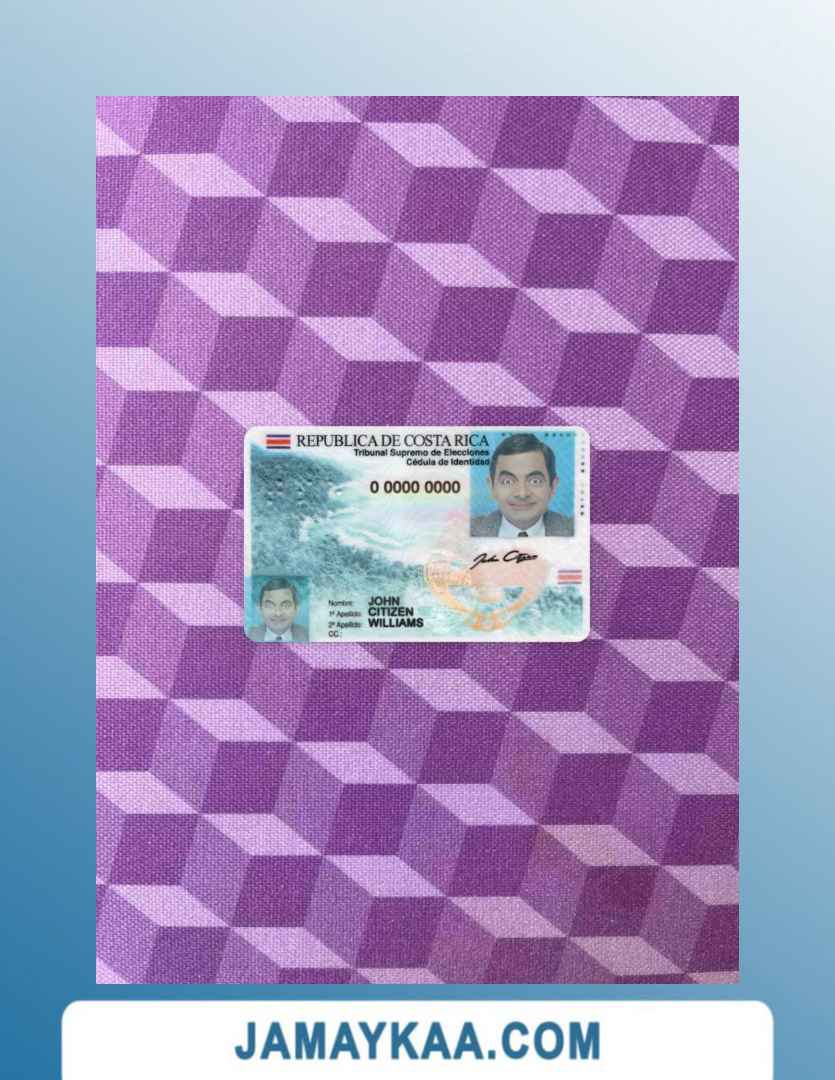 REPUBLICA DE COSTA RICA
Tribunal Supremo de Elecciones
Cédula de Identidad
0 0000 0000
John Citizen
Nombre: JOHN
1º Apellido: CITIZEN
2º Apellido: WILLIAMS
CC.:
JAMAYKAA.COM